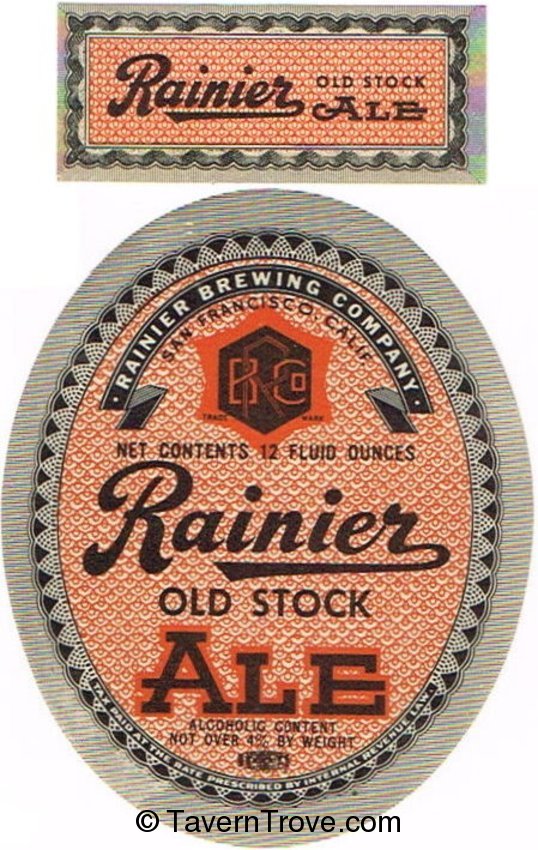 Rainier OLD STOCK
ALE
· RAINIER BREWING COMPANY ·
SAN FRANCISCO, CALIF.
R B Co
TRADE MARK
NET CONTENTS 12 FLUID OUNCES
Rainier
OLD STOCK
ALE
ALCOHOLIC CONTENT
NOT OVER 4% BY WEIGHT
TAX PAID AT THE RATE PRESCRIBED BY INTERNAL REVENUE LAW
© TavernTrove.com